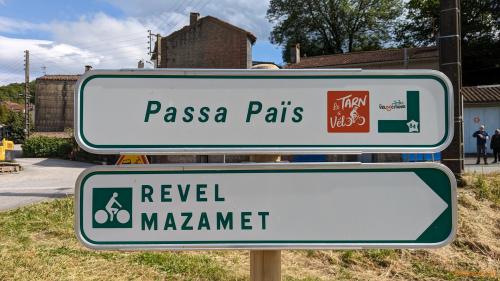 Passa Païs
Le TARN
à Vélo
REVEL
MAZAMET